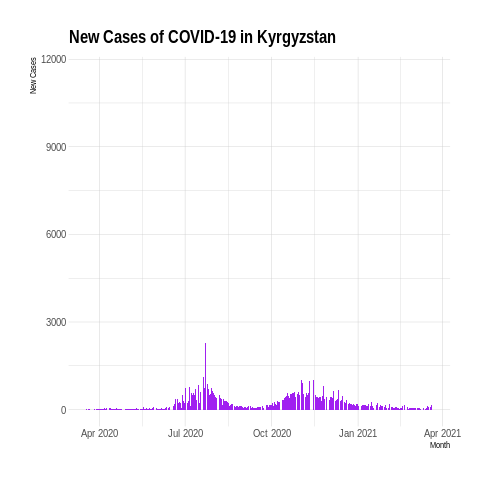 New Cases of COVID-19 in Kyrgyzstan
New Cases
12000
9000
6000
3000
0
Apr 2020 Jul 2020 Oct 2020 Jan 2021 Apr 2021
Month